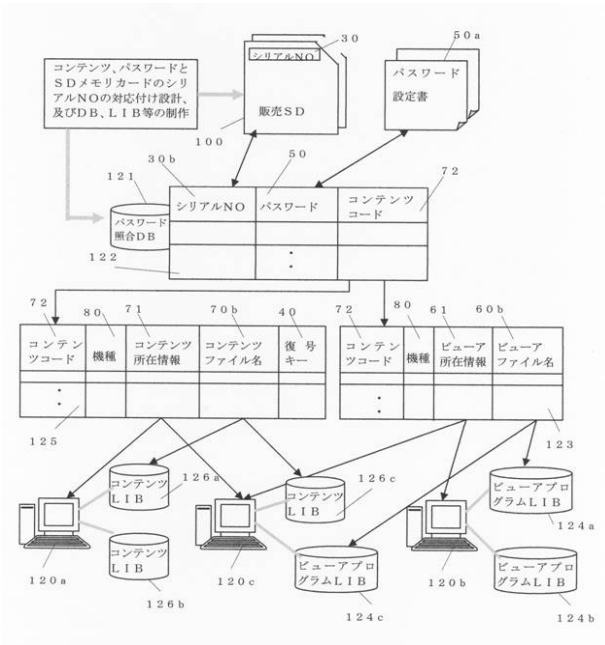 50a
30
シリアルNO
コンテンツ、パスワードと
SDメモリカードのシリ
アルNOの対応付け設計、
及びDB、LIB等の制作
パスワード
設定書
販売SD
100
30b
50
72
121
シリアルNO
パスワード
コンテンツ
コード
パスワード
照合DB
122
72
80
71
70b
40
コンテン
ツコード
機種
コンテンツ
所在情報
コンテンツ
ファイル名
復号
キー
125
72
80
61
60b
コンテン
ツコード
機種
ビューア
所在情報
ビューア
ファイル名
123
コンテンツ
LIB
126a
コンテンツ
LIB
126b
120a
コンテンツ
LIB
126c
120c
ビューアプロ
グラムLIB
124c
ビューアプロ
グラムLIB
124a
120b
ビューアプロ
グラムLIB
124b